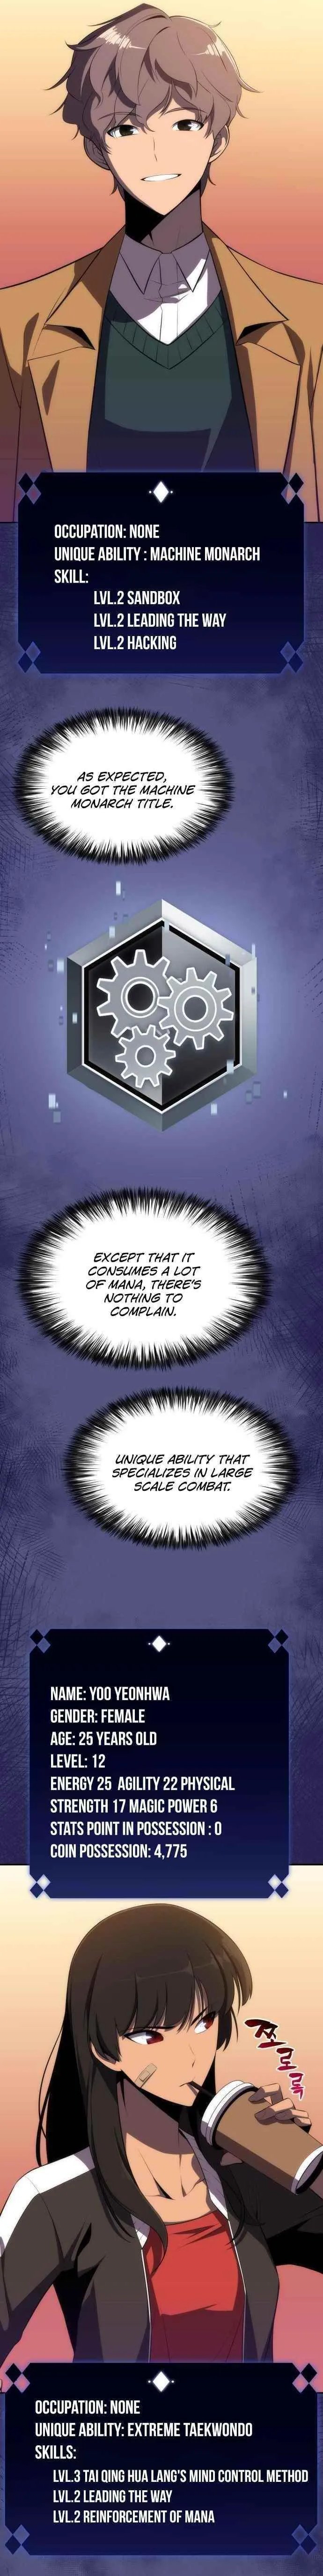 OCCUPATION: NONE
UNIQUE ABILITY : MACHINE MONARCH
SKILL:
LVL.2 SANDBOX
LVL.2 LEADING THE WAY
LVL.2 HACKING
AS EXPECTED,
YOU GOT THE MACHINE
MONARCH TITLE.
EXCEPT THAT IT
CONSUMES A LOT
OF MANA, THERE'S
NOTHING TO
COMPLAIN.
UNIQUE ABILITY THAT
SPECIALIZES IN LARGE
SCALE COMBAT.
NAME: YOO YEONHWA
GENDER: FEMALE
AGE: 25 YEARS OLD
LEVEL: 12
ENERGY 25 AGILITY 22 PHYSICAL
STRENGTH 17 MAGIC POWER 6
STATS POINT IN POSSESSION : 0
COIN POSSESSION: 4,775
쪼로록
OCCUPATION: NONE
UNIQUE ABILITY: EXTREME TAEKWONDO
SKILLS:
LVL.3 TAI QING HUA LANG'S MIND CONTROL METHOD
LVL.2 LEADING THE WAY
LVL.2 REINFORCEMENT OF MANA